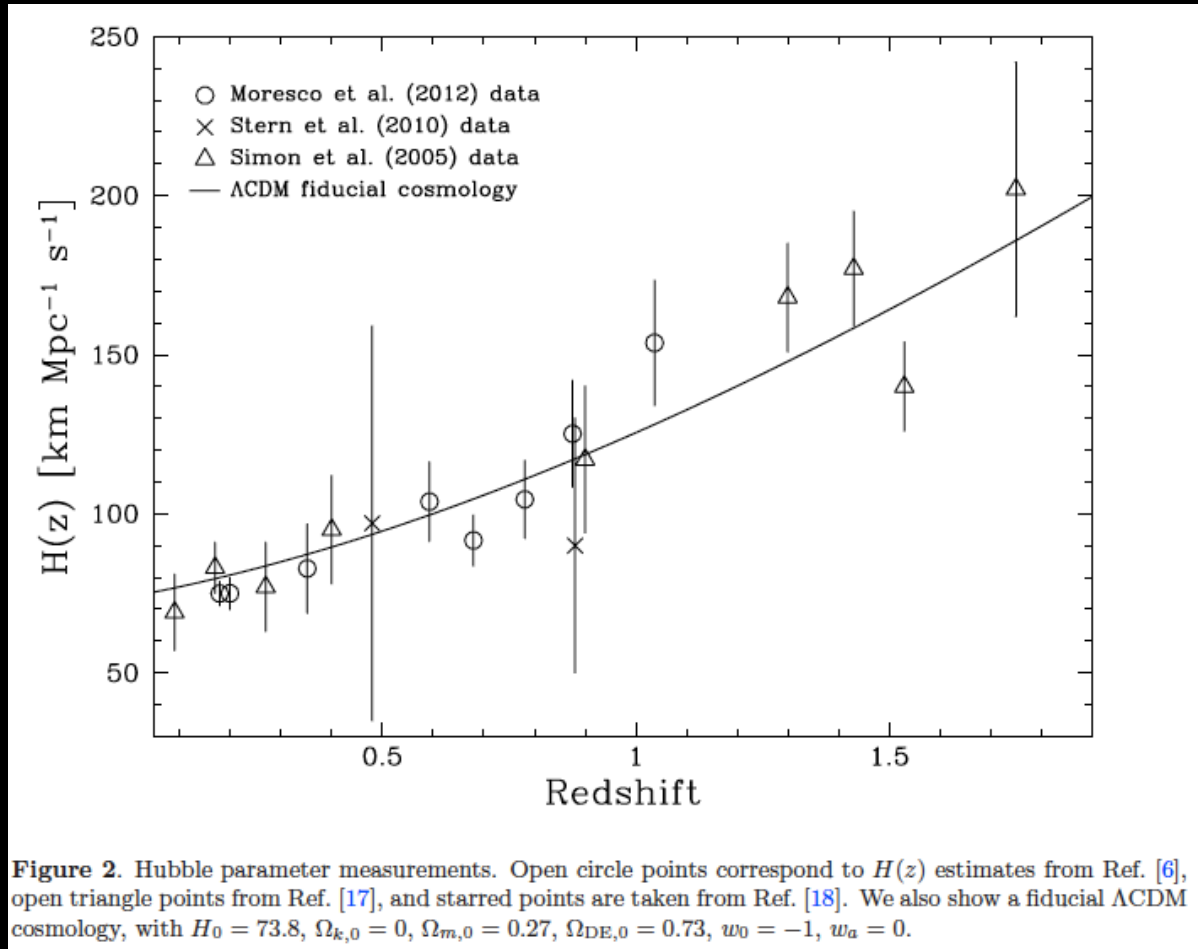 250
200
150
100
50
H(z) [km Mpc⁻¹ s⁻¹]
Moresco et al. (2012) data
Stern et al. (2010) data
Simon et al. (2005) data
ΛCDM fiducial cosmology
0.5
1
1.5
Redshift
Figure 2. Hubble parameter measurements. Open circle points correspond to H(z) estimates from Ref. [6],
open triangle points from Ref. [17], and starred points are taken from Ref. [18]. We also show a fiducial ΛCDM
cosmology, with H₀ = 73.8, Ωₖ,₀ = 0, Ωₘ,₀ = 0.27, Ω_DE,₀ = 0.73, w₀ = −1, wₐ = 0.